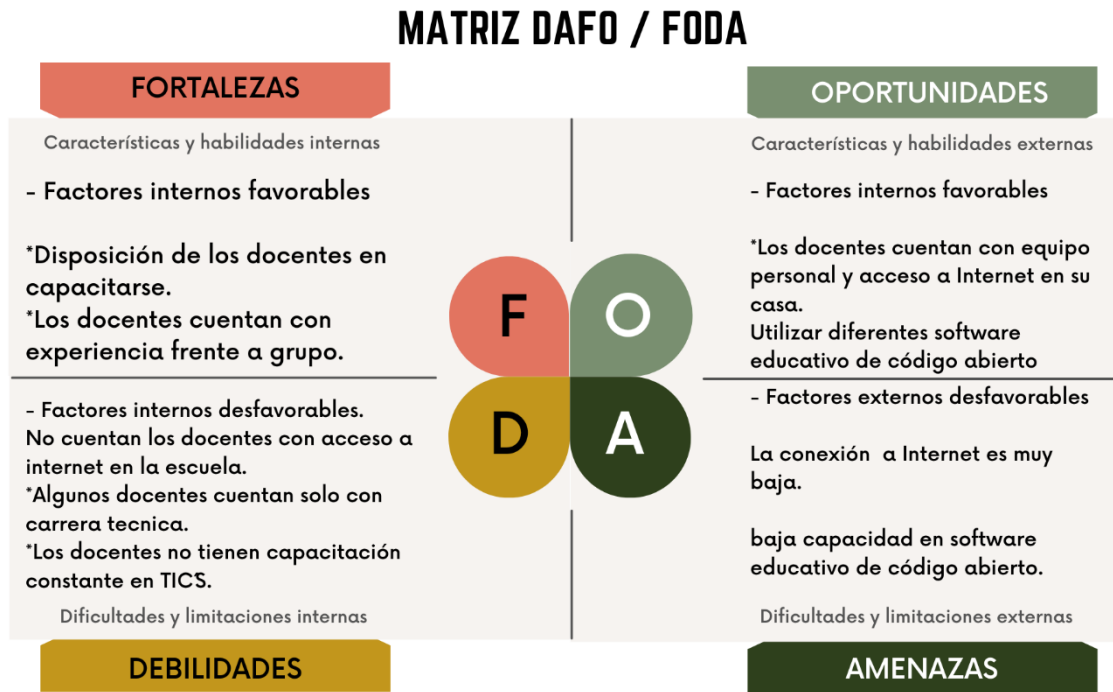 MATRIZ DAFO / FODA
FORTALEZAS
Características y habilidades internas
- Factores internos favorables
*Disposición de los docentes en
capacitarse.
*Los docentes cuentan con
experiencia frente a grupo.
OPORTUNIDADES
Características y habilidades externas
- Factores internos favorables
*Los docentes cuentan con equipo
personal y acceso a Internet en su
casa.
Utilizar diferentes software
educativo de código abierto
F
O
D
A
- Factores internos desfavorables.
No cuentan los docentes con acceso a
internet en la escuela.
*Algunos docentes cuentan solo con
carrera tecnica.
*Los docentes no tienen capacitación
constante en TICS.
Dificultades y limitaciones internas
DEBILIDADES
- Factores externos desfavorables
La conexión a Internet es muy
baja.
baja capacidad en software
educativo de código abierto.
Dificultades y limitaciones externas
AMENAZAS